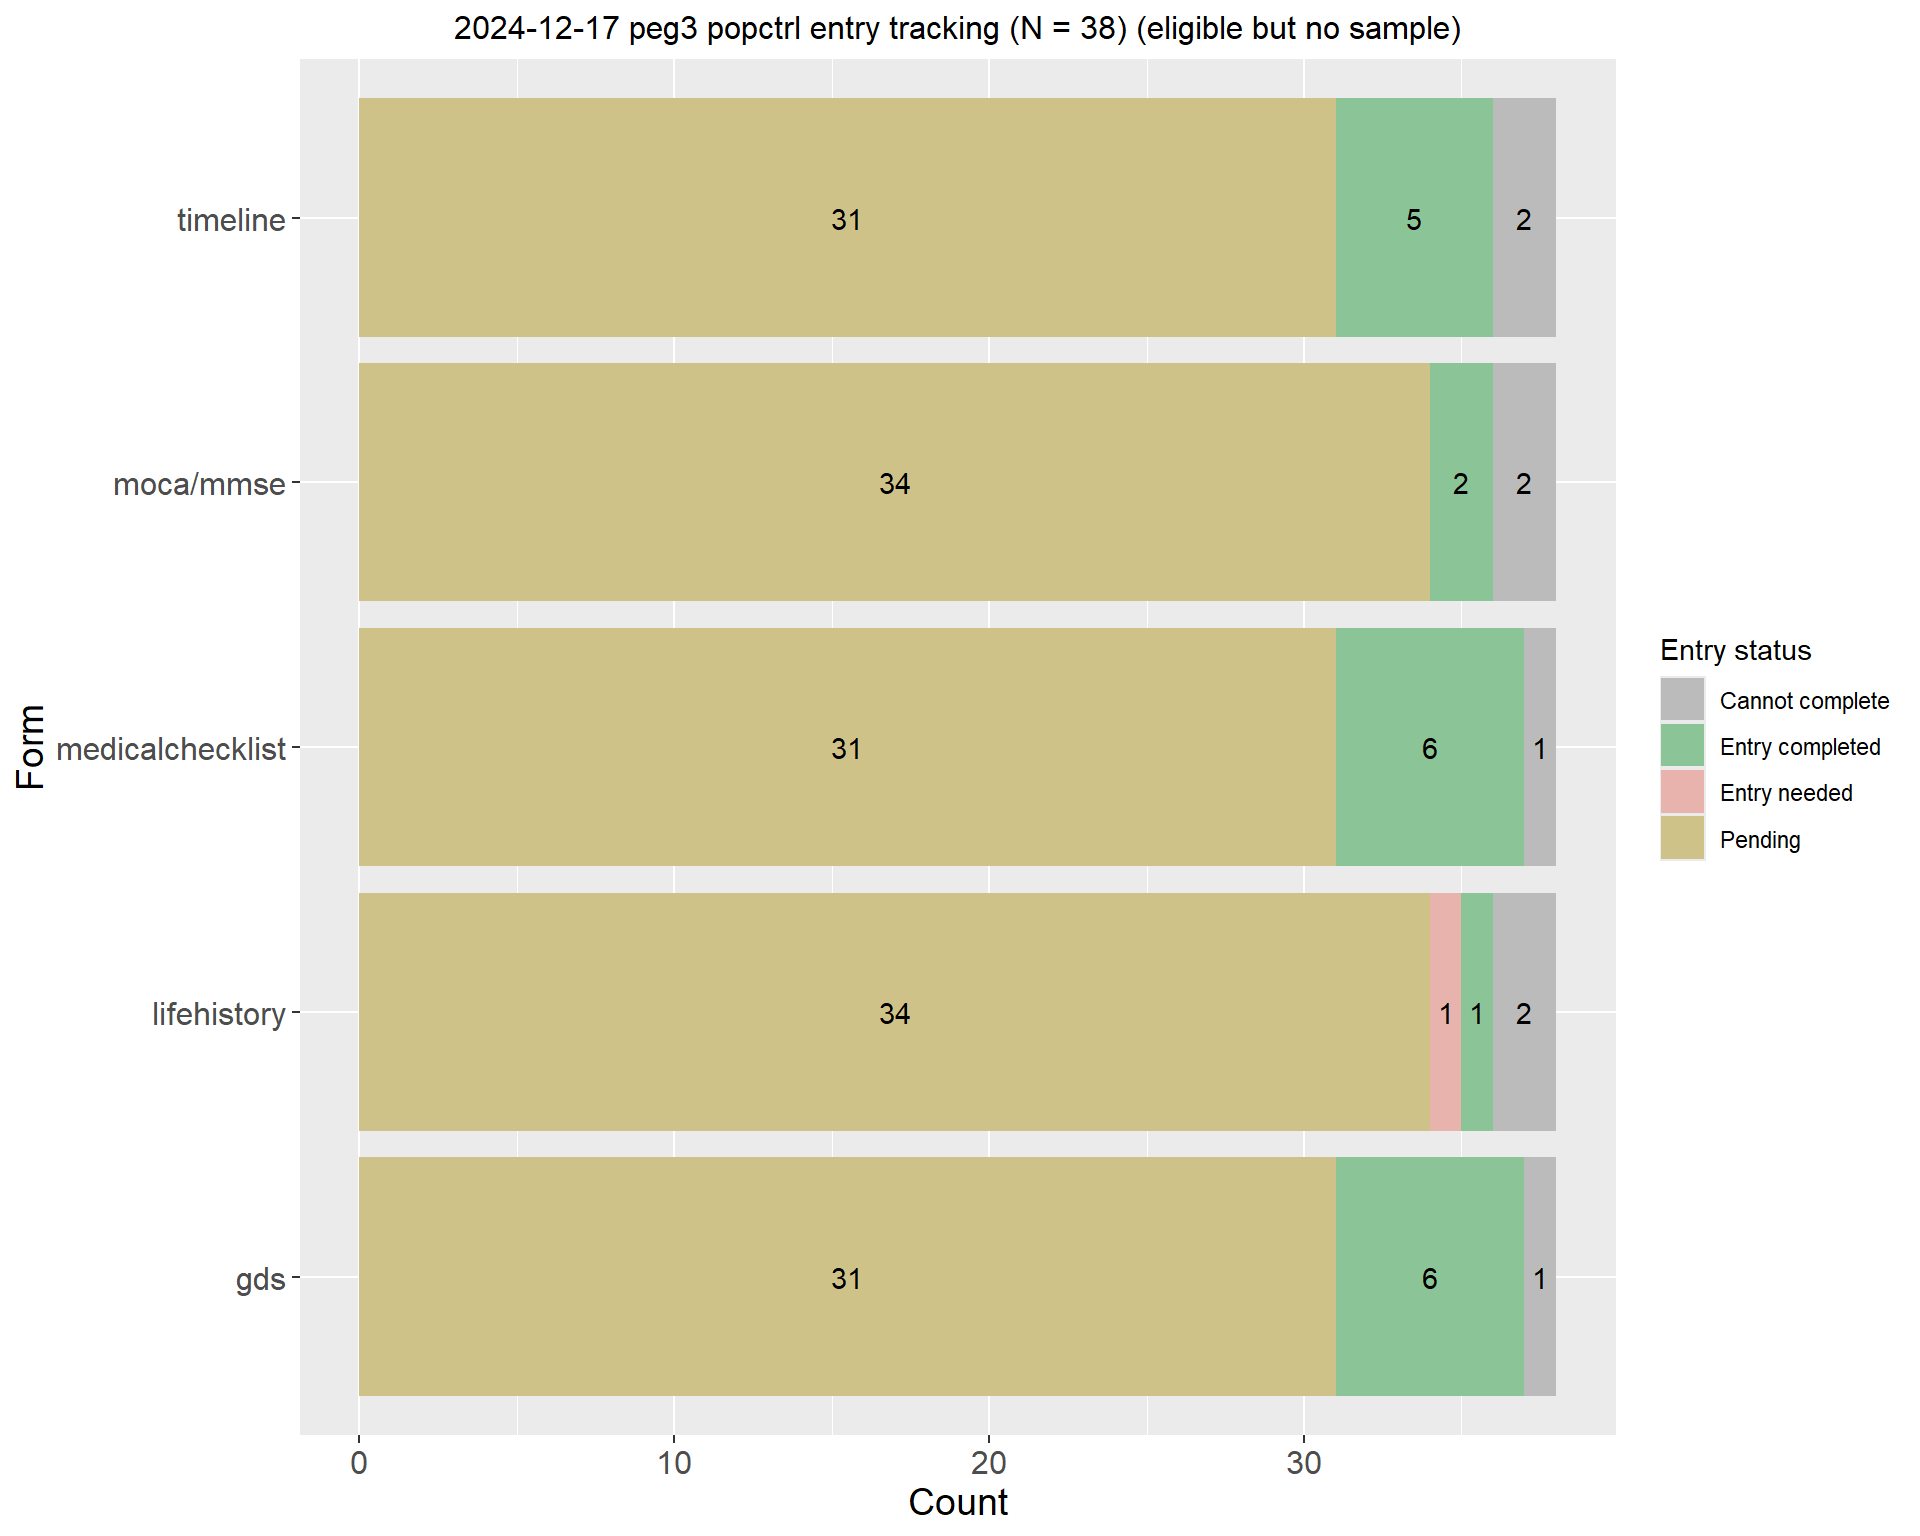 2024-12-17 peg3 popctrl entry tracking (N = 38) (eligible but no sample)
timeline
31
5
2
moca/mmse
34
2
2
Form
medicalchecklist
31
6
1
lifehistory
34
1
1
2
gds
31
6
1
0
10
20
30
Count
Entry status
Cannot complete
Entry completed
Entry needed
Pending